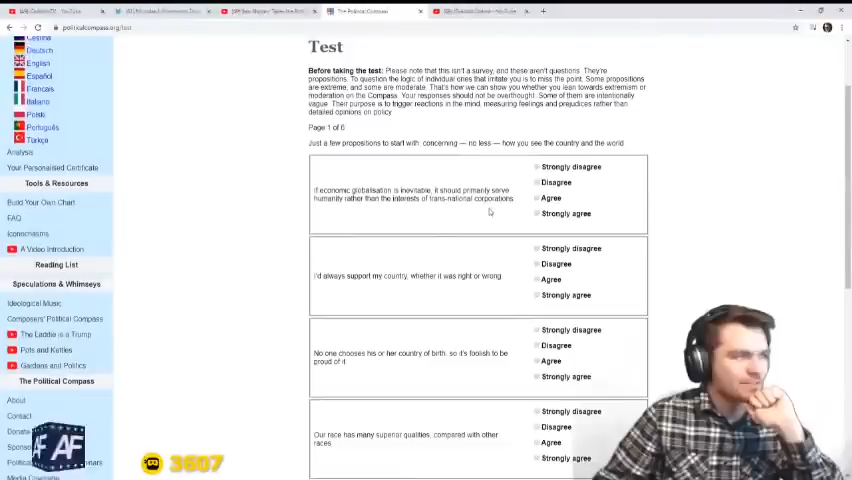 politicalcompass.org/test
The Political Compass
Čeština
Deutsch
English
Español
Français
Italiano
Polski
Português
Türkçe
Analysis
Your Personalised Certificate
Tools & Resources
Build Your Own Chart
FAQ
Iconochasms
A Video Introduction
Reading List
Speculations & Whimseys
Ideological Music
Composers' Political Compass
The Laddie is a Trump
Pots and Kettles
Gardens and Politics
The Political Compass
About
Contact
AF
3607
Test
Before taking the test: Please note that this isn't a survey, and these aren't questions. They're
propositions. To question the logic of individual ones that irritate you is to miss the point. Some propositions
are extreme, and some are moderate. That's how we can show you whether you lean towards extremism or
moderation on the Compass. Your responses should not be overthought. Some of them are intentionally
vague. Their purpose is to trigger reactions in the mind, measuring feelings and prejudices rather than
detailed opinions on policy.
Page 1 of 6
Just a few propositions to start with, concerning — no less — how you see the country and the world.
If economic globalisation is inevitable, it should primarily serve
humanity rather than the interests of trans-national corporations.
Strongly disagree
Disagree
Agree
Strongly agree
I'd always support my country, whether it was right or wrong.
Strongly disagree
Disagree
Agree
Strongly agree
No one chooses his or her country of birth, so it's foolish to be
proud of it.
Strongly disagree
Disagree
Agree
Strongly agree
Our race has many superior qualities, compared with other
races.
Strongly disagree
Disagree
Agree
Strongly agree